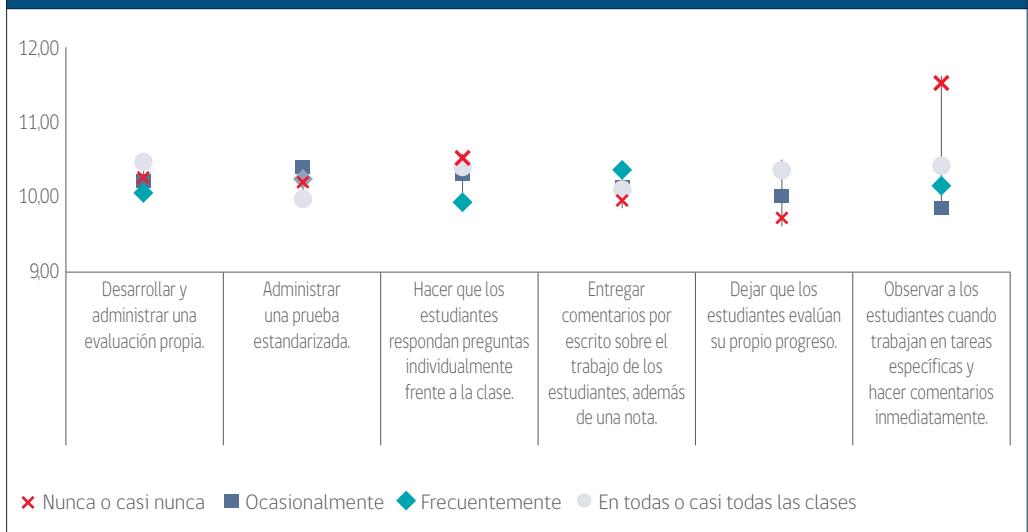 12,00
11,00
10,00
9,00
Desarrollar y
administrar una
evaluación propia.
Administrar
una prueba
estandarizada.
Hacer que los
estudiantes
respondan preguntas
individualmente
frente a la clase.
Entregar
comentarios por
escrito sobre el
trabajo de los
estudiantes, además
de una nota.
Dejar que los
estudiantes evalúan
su propio progreso.
Observar a los
estudiantes cuando
trabajan en tareas
específicas y
hacer comentarios
inmediatamente.
Nunca o casi nunca Ocasionalmente Frecuentemente En todas o casi todas las clases